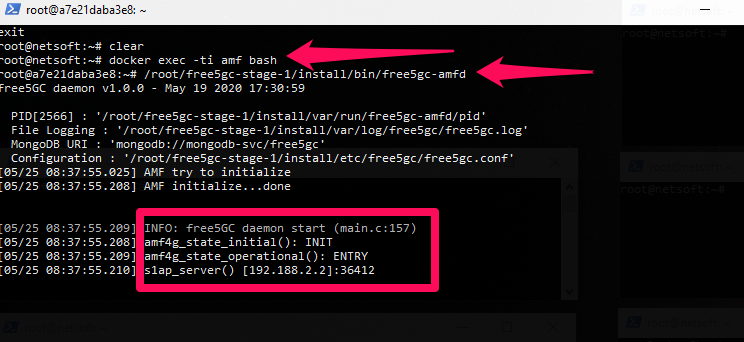 root@a7e21daba3e8: ~
exit
root@netsoft:~# clear
root@netsoft:~# docker exec -ti amf bash
root@a7e21daba3e8:~# /root/free5gc-stage-1/install/bin/free5gc-amfd
free5GC daemon v1.0.0 - May 19 2020 17:30:59
PID[2566] : '/root/free5gc-stage-1/install/var/run/free5gc-amfd/pid'
File Logging : '/root/free5gc-stage-1/install/var/log/free5gc/free5gc.log'
MongoDB URI : 'mongodb://mongodb-svc/free5gc'
Configuration : '/root/free5gc-stage-1/install/etc/free5gc/free5gc.conf'
[05/25 08:37:55.025] AMF try to initialize
[05/25 08:37:55.208] AMF initialize...done
[05/25 08:37:55.209] INFO: free5GC daemon start (main.c:157)
[05/25 08:37:55.208] amf4g_state_initial(): INIT
[05/25 08:37:55.209] amf4g_state_operational(): ENTRY
[05/25 08:37:55.210] s1ap_server() [192.188.2.2]:36412
root@netsoft:~#
root@netsoft:~#